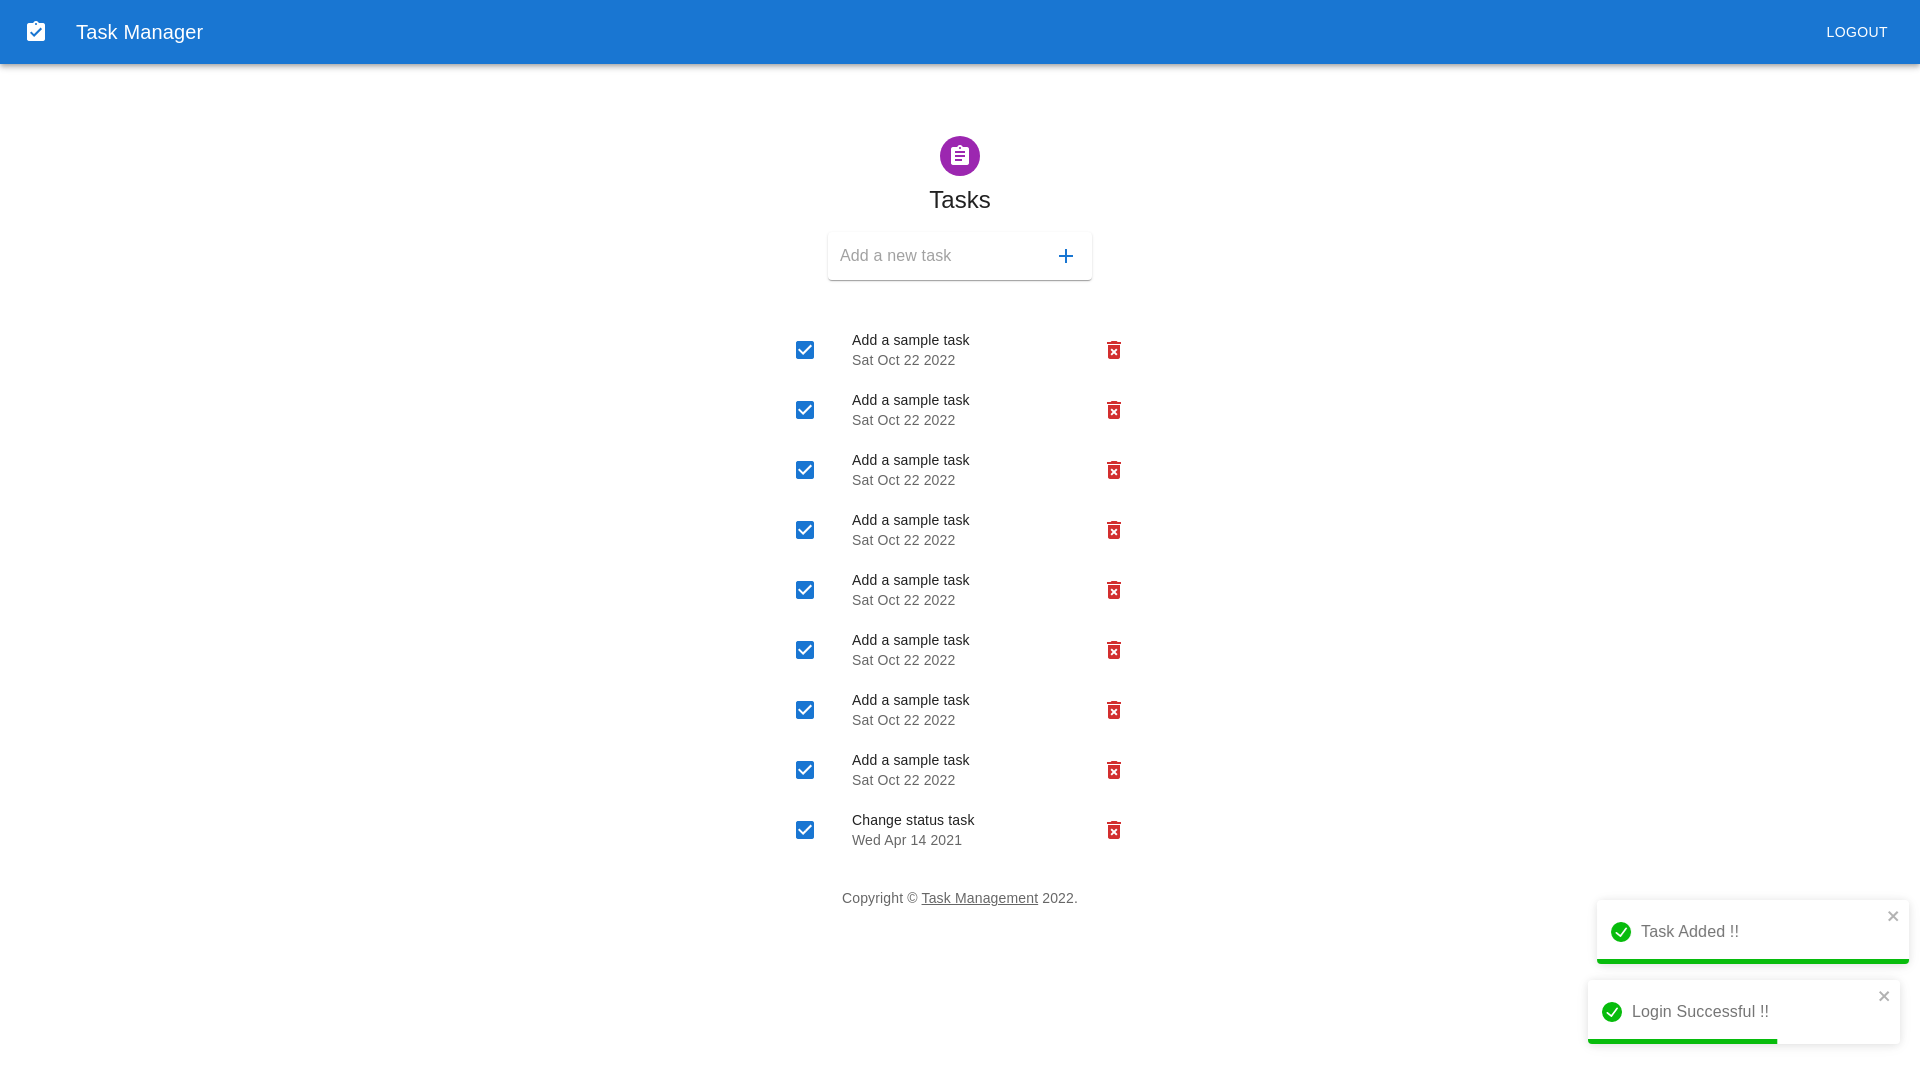 Task Manager
LOGOUT
Tasks
Add a new task
Add a sample task
Sat Oct 22 2022
Add a sample task
Sat Oct 22 2022
Add a sample task
Sat Oct 22 2022
Add a sample task
Sat Oct 22 2022
Add a sample task
Sat Oct 22 2022
Add a sample task
Sat Oct 22 2022
Add a sample task
Sat Oct 22 2022
Add a sample task
Sat Oct 22 2022
Change status task
Wed Apr 14 2021
Copyright © Task Management 2022.
Task Added !!
Login Successful !!